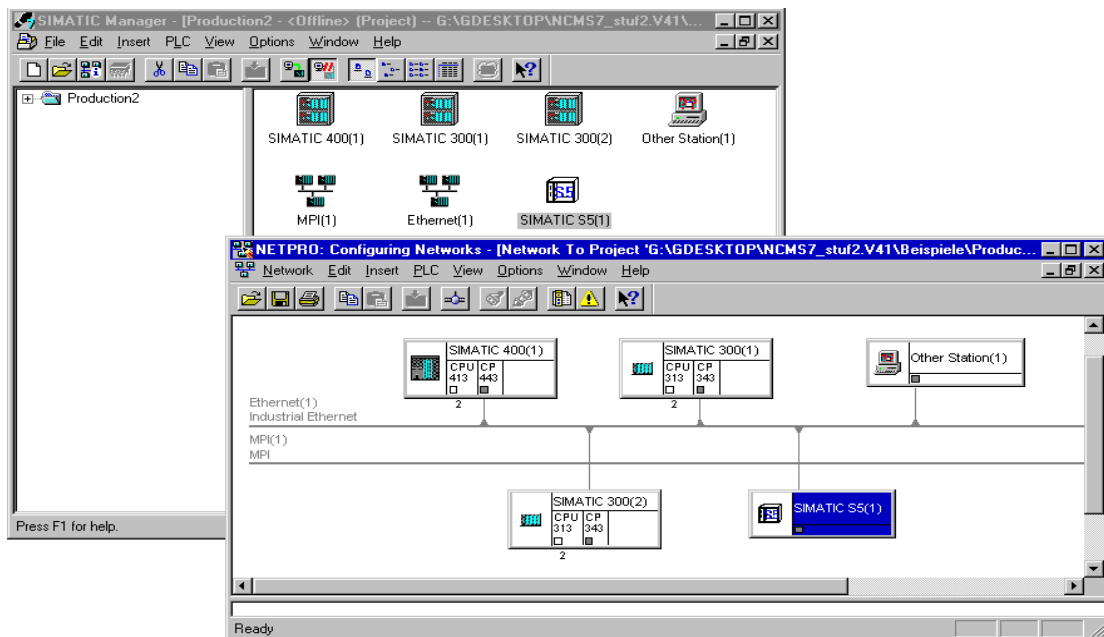 SIMATIC Manager - [Production2 - <Offline> (Project) -- G:\GDESKTOP\NCMS7_stuf2.V41\...
File Edit Insert PLC View Options Window Help
Production2
SIMATIC 400(1) SIMATIC 300(1) SIMATIC 300(2) Other Station(1)
S5
MPI(1) Ethernet(1) SIMATIC S5(1)
Press F1 for help.
NETPRO: Configuring Networks - [Network To Project 'G:\GDESKTOP\NCMS7_stuf2.V41\Beispiele\Produc...
Network Edit Insert PLC View Options Window Help
SIMATIC 400(1)
CPU CP
413 443
2
SIMATIC 300(1)
CPU CP
313 343
2
Other Station(1)
Ethernet(1)
Industrial Ethernet
MPI(1)
MPI
SIMATIC 300(2)
CPU CP
313 343
2
S5
SIMATIC S5(1)
Ready